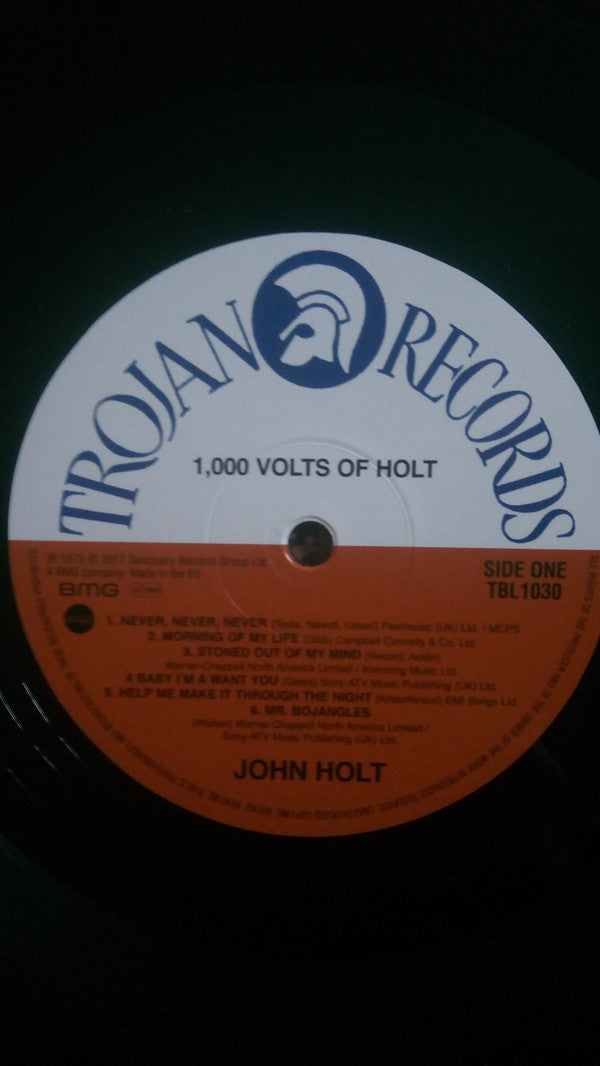 TROJAN RECORDS
1,000 VOLTS OF HOLT
℗ 1973 © 2017 Sanctuary Records Group Ltd.
A BMG company. Made in the EU
BMG
SIDE ONE
TBL1030
1. NEVER, NEVER, NEVER (Testa, Newell, Cesari) Peermusic (UK) Ltd. / MCPS
2. MORNING OF MY LIFE (Gibb) Campbell Connelly & Co. Ltd.
3. STONED OUT OF MY MIND (Record, Acklin)
Warner-Chappell North America Limited / Intersong Music Ltd.
4 BABY I'M A WANT YOU (Gates) Sony-ATV Music Publishing (UK) Ltd.
5. HELP ME MAKE IT THROUGH THE NIGHT (Kristofferson) EMI Songs Ltd.
6. MR. BOJANGLES
(Walker) Warner-Chappell North America Limited /
Sony-ATV Music Publishing (UK) Ltd.
JOHN HOLT